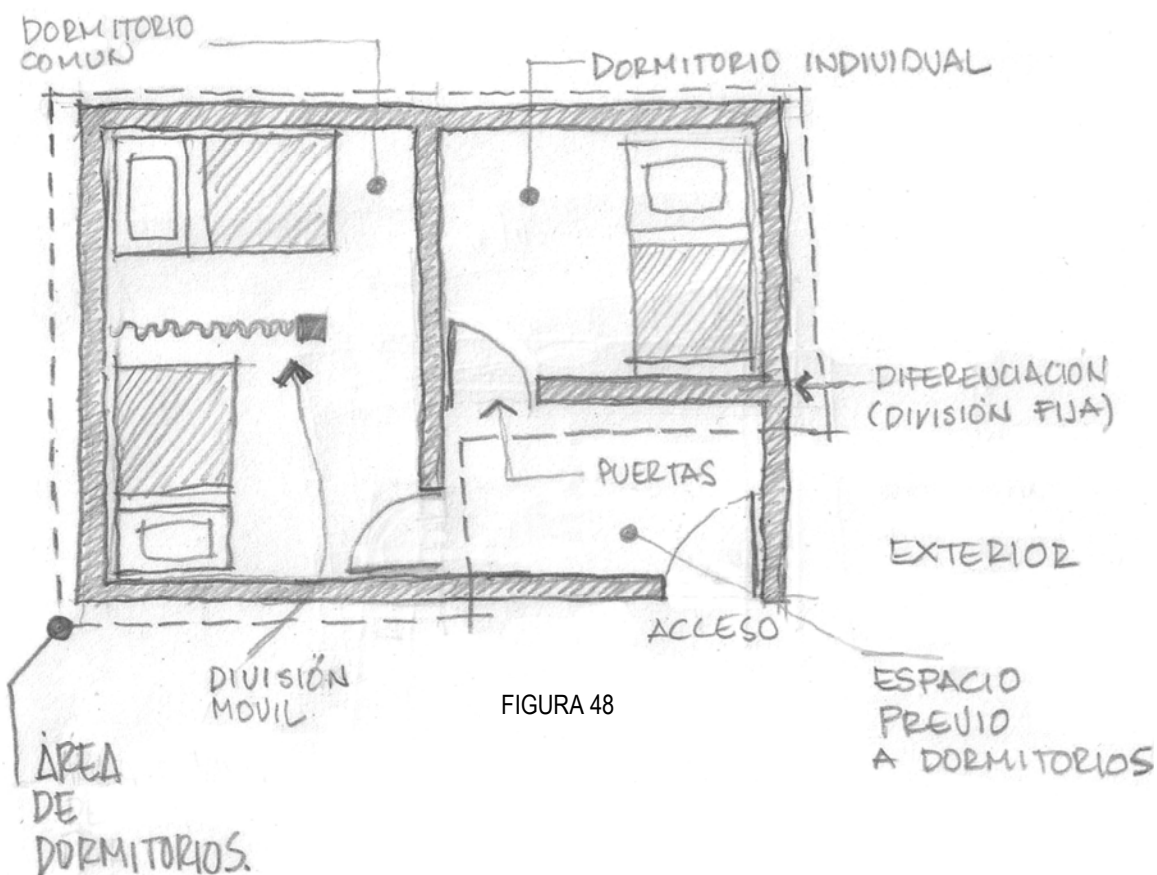 DORMITORIO
COMUN
DORMITORIO INDIVIDUAL
DIFERENCIACIÓN
(DIVISIÓN FIJA)
PUERTAS
EXTERIOR
ACCESO
DIVISIÓN
MOVIL
FIGURA 48
ESPACIO
PREVIO
A DORMITORIOS
ÁREA
DE
DORMITORIOS.